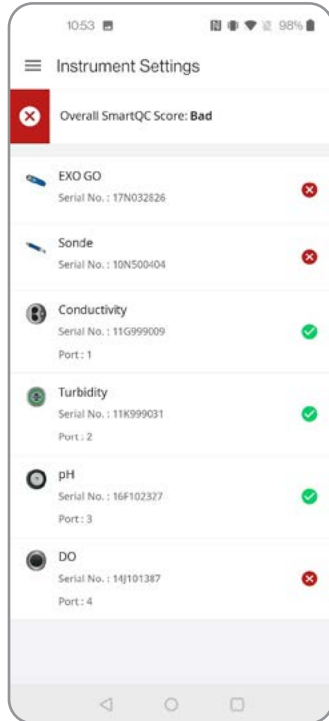 10:53 98%
Instrument Settings
Overall SmartQC Score: Bad
EXO GO
Serial No. : 17N032826
Sonde
Serial No. : 10N500404
Conductivity
Serial No. : 11G999009
Port : 1
Turbidity
Serial No. : 11K999031
Port : 2
pH
Serial No. : 16F102327
Port : 3
DO
Serial No. : 14J101387
Port : 4